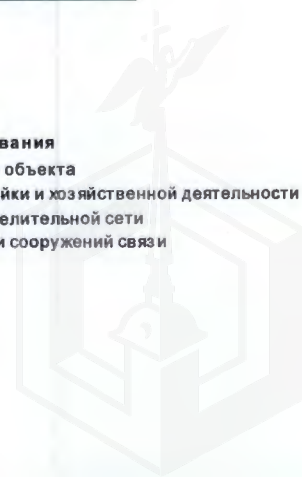 вания
объекта
йки и хозяйственной деятельности
елительной сети
и сооружений связи